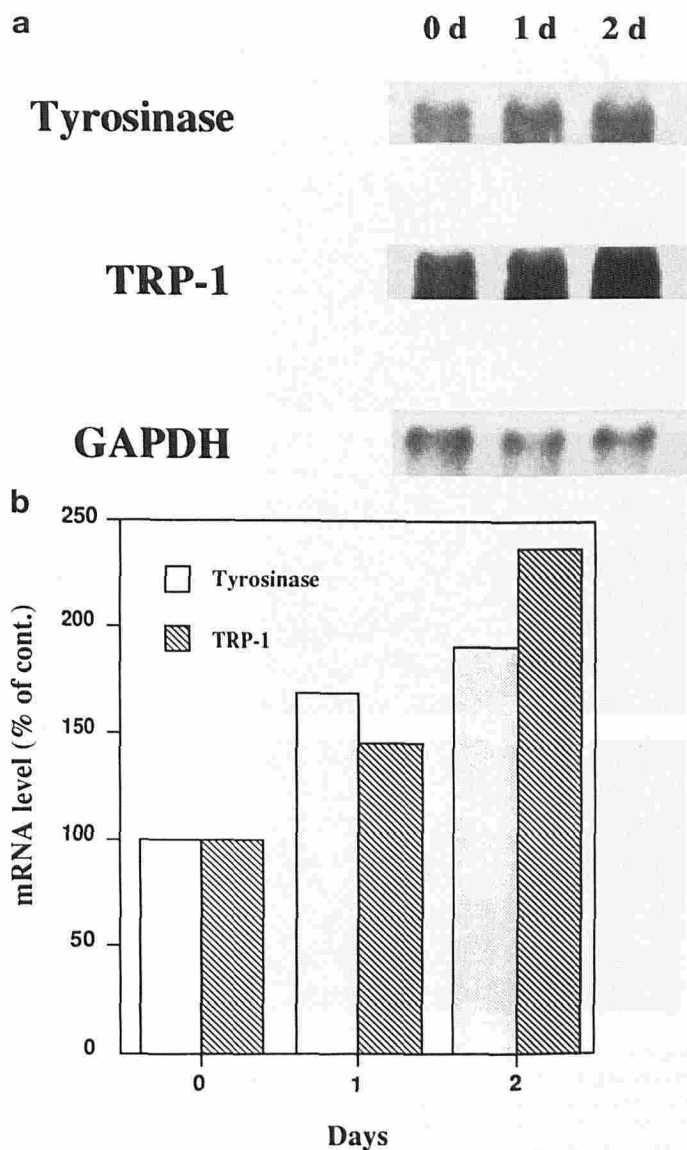 a
0 d 1 d 2 d
Tyrosinase
TRP-1
GAPDH
b
250
200
150
100
50
0
mRNA level (% of cont.)
Tyrosinase
TRP-1
0 1 2
Days